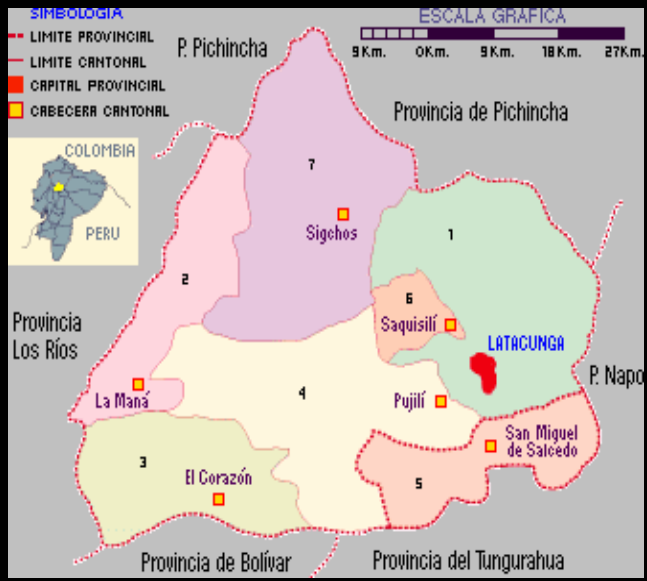 SIMBOLOGIA
LIMITE PROVINCIAL
LIMITE CANTONAL
CAPITAL PROVINCIAL
CABECERA CANTONAL
ESCALA GRAFICA
9Km. 0Km. 9Km. 18Km. 27Km.
P. Pichincha
Provincia de Pichincha
COLOMBIA
PERU
7
Sigchos
1
2
6
Saquisilí
Provincia
Los Ríos
LATACUNGA
P. Napo
La Maná
4
Pujilí
San Miguel
de Salcedo
3
El Corazón
5
Provincia de Bolívar
Provincia del Tungurahua